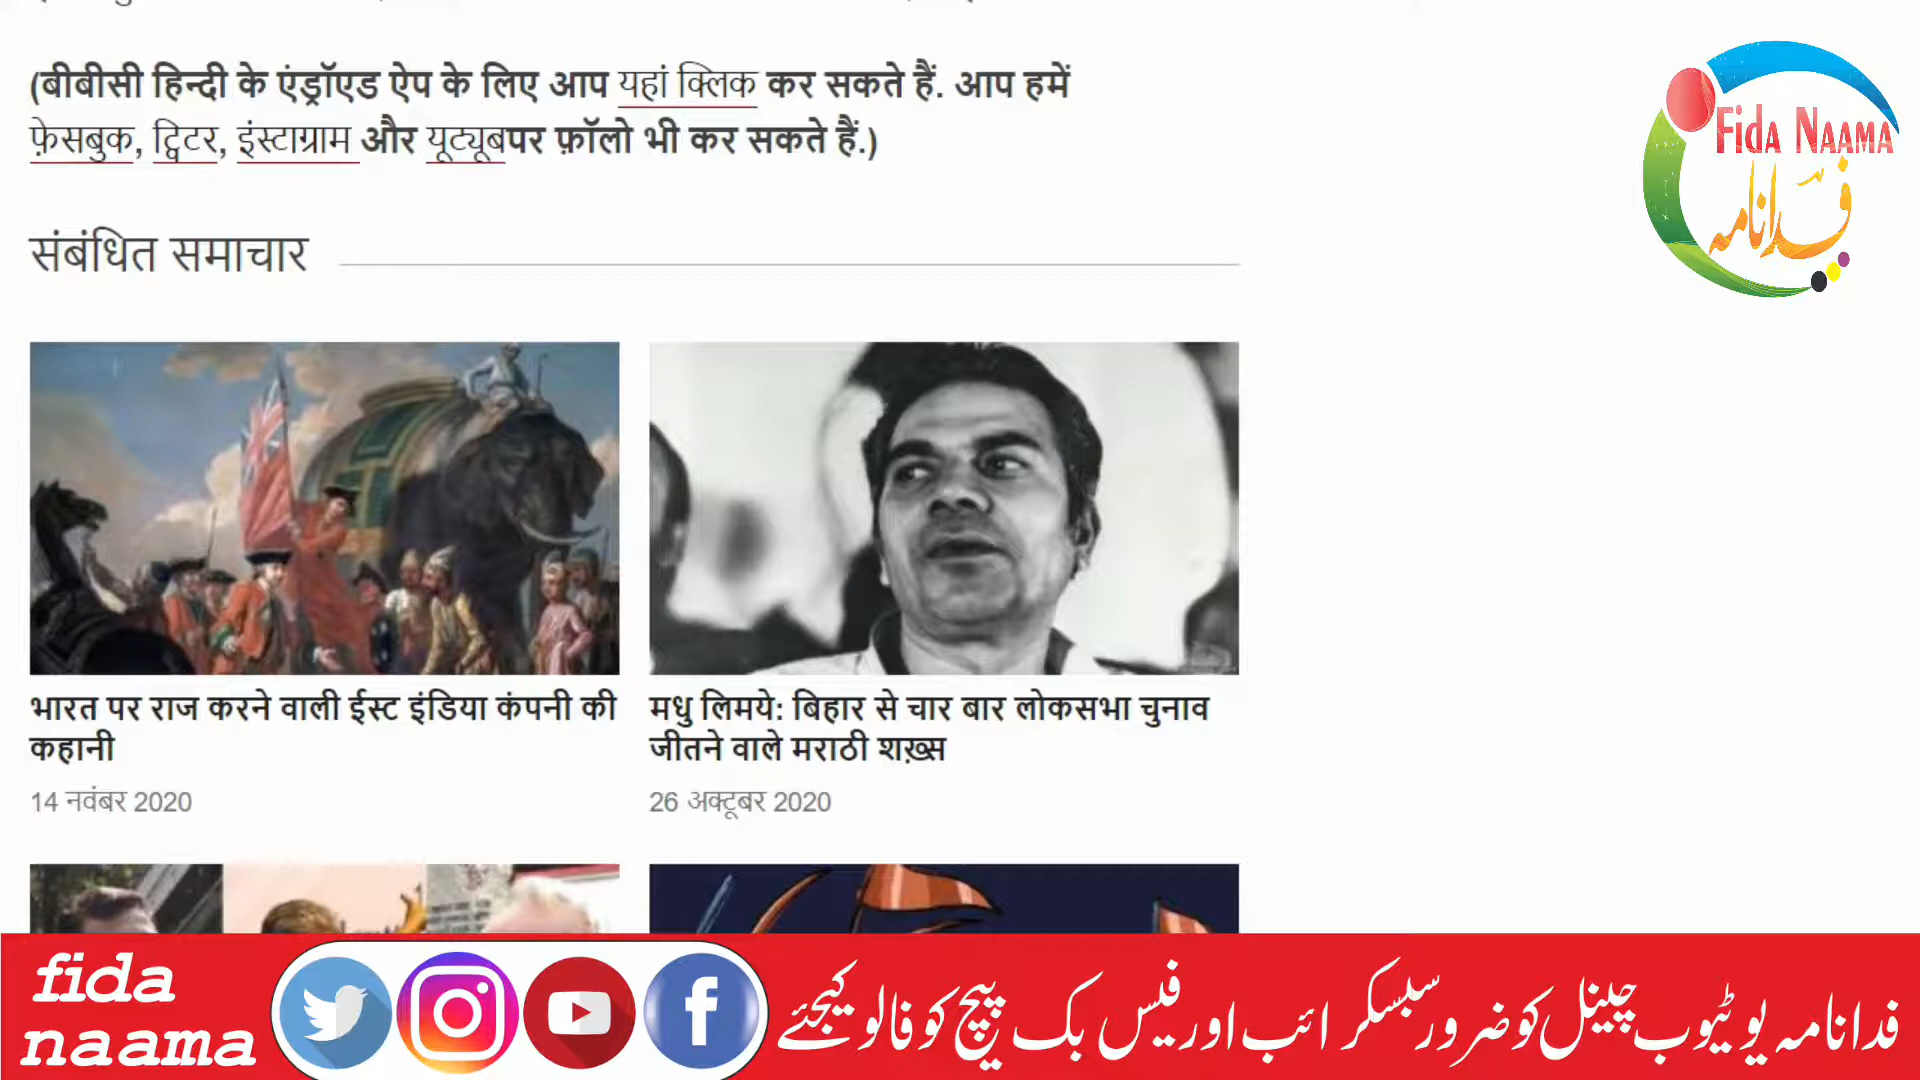 (बीबीसी हिन्दी के एंड्रॉएड ऐप के लिए आप यहां क्लिक कर सकते हैं. आप हमें
फ़ेसबुक, ट्विटर, इंस्टाग्राम और यूट्यूबपर फ़ॉलो भी कर सकते हैं.)
Fida NAAMA
فدانامہ
संबंधित समाचार
भारत पर राज करने वाली ईस्ट इंडिया कंपनी की
कहानी
14 नवंबर 2020
मधु लिमये: बिहार से चार बार लोकसभा चुनाव
जीतने वाले मराठी शख़्स
26 अक्टूबर 2020
fida
naama
فدانامہ یوٹیوب چینل کو ضرور سبسکرائب اور فیس بک پیج کو فالو کیجئے